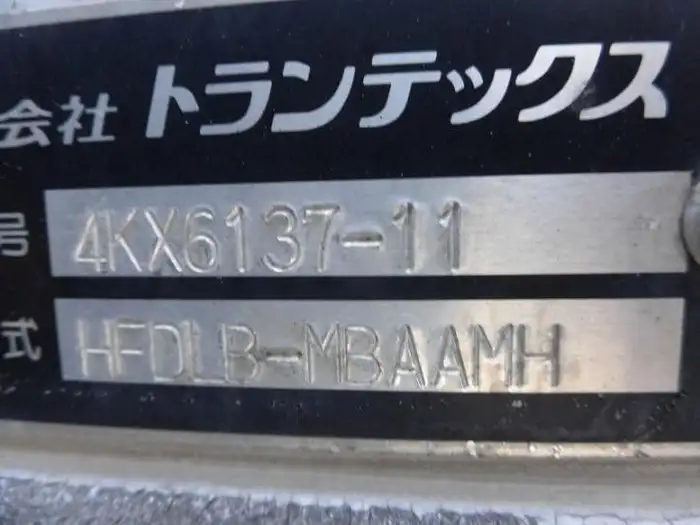 会社 トランテックス
号 4KX6137-11
式 HFDLB-MBAAMH